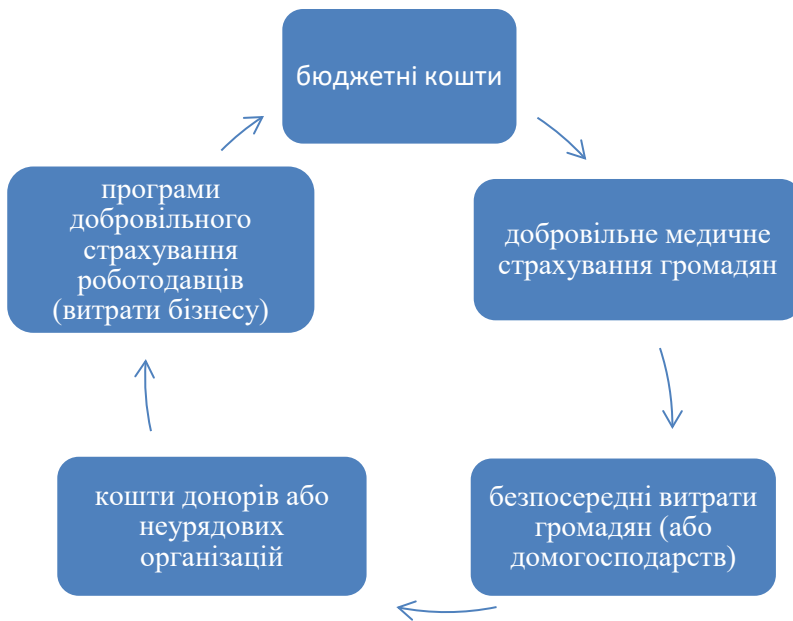 бюджетні кошти
добровільне медичне
страхування громадян
безпосередні витрати
громадян (або
домогосподарств)
кошти донорів або
неурядових
організацій
програми
добровільного
страхування
роботодавців
(витрати бізнесу)